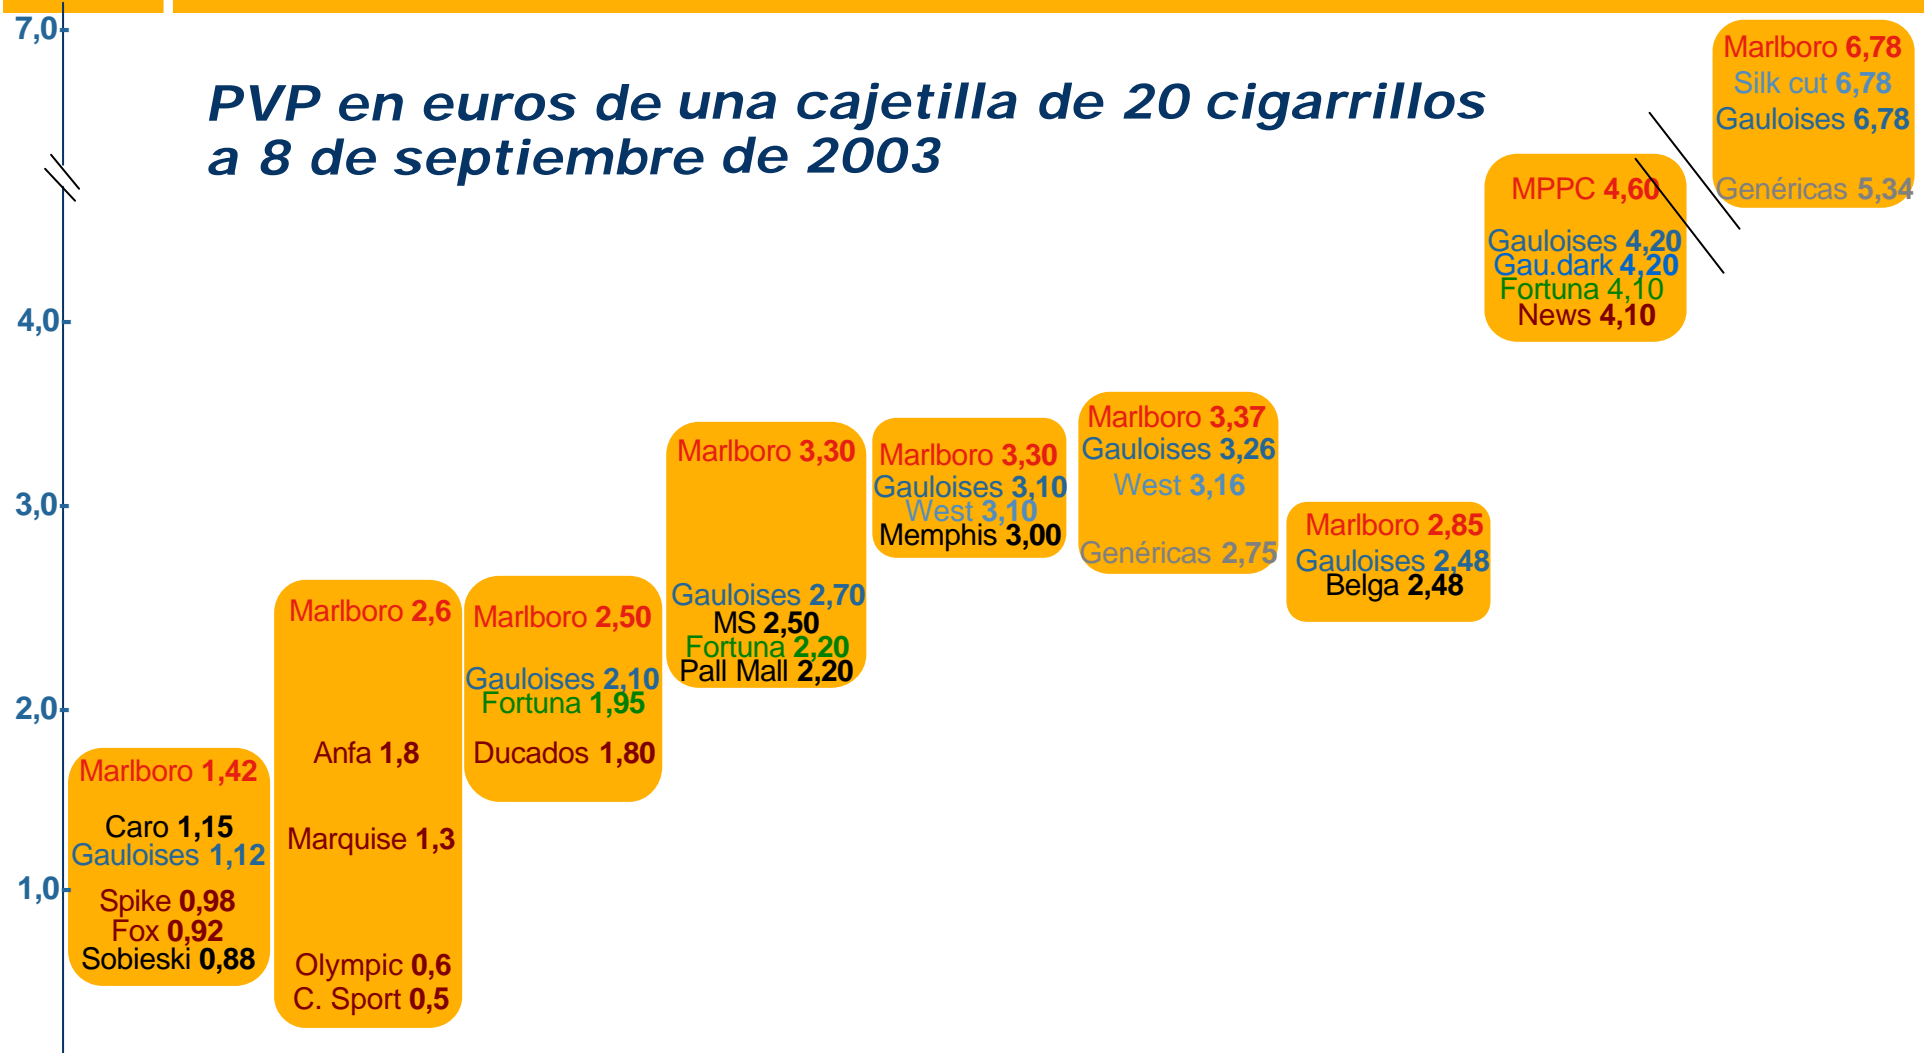 PVP en euros de una cajetilla de 20 cigarrillos
a 8 de septiembre de 2003
7,0
4,0
3,0
2,0
1,0
Marlboro 1,42
Caro 1,15
Gauloises 1,12
Spike 0,98
Fox 0,92
Sobieski 0,88
Marlboro 2,6
Anfa 1,8
Marquise 1,3
Olympic 0,6
C. Sport 0,5
Marlboro 2,50
Gauloises 2,10
Fortuna 1,95
Ducados 1,80
Marlboro 3,30
Gauloises 2,70
MS 2,50
Fortuna 2,20
Pall Mall 2,20
Marlboro 3,30
Gauloises 3,10
West 3,10
Memphis 3,00
Marlboro 3,37
Gauloises 3,26
West 3,16
Genéricas 2,75
Marlboro 2,85
Gauloises 2,48
Belga 2,48
MPPC 4,60
Gauloises 4,20
Gau.dark 4,20
Fortuna 4,10
News 4,10
Marlboro 6,78
Silk cut 6,78
Gauloises 6,78
Genéricas 5,34